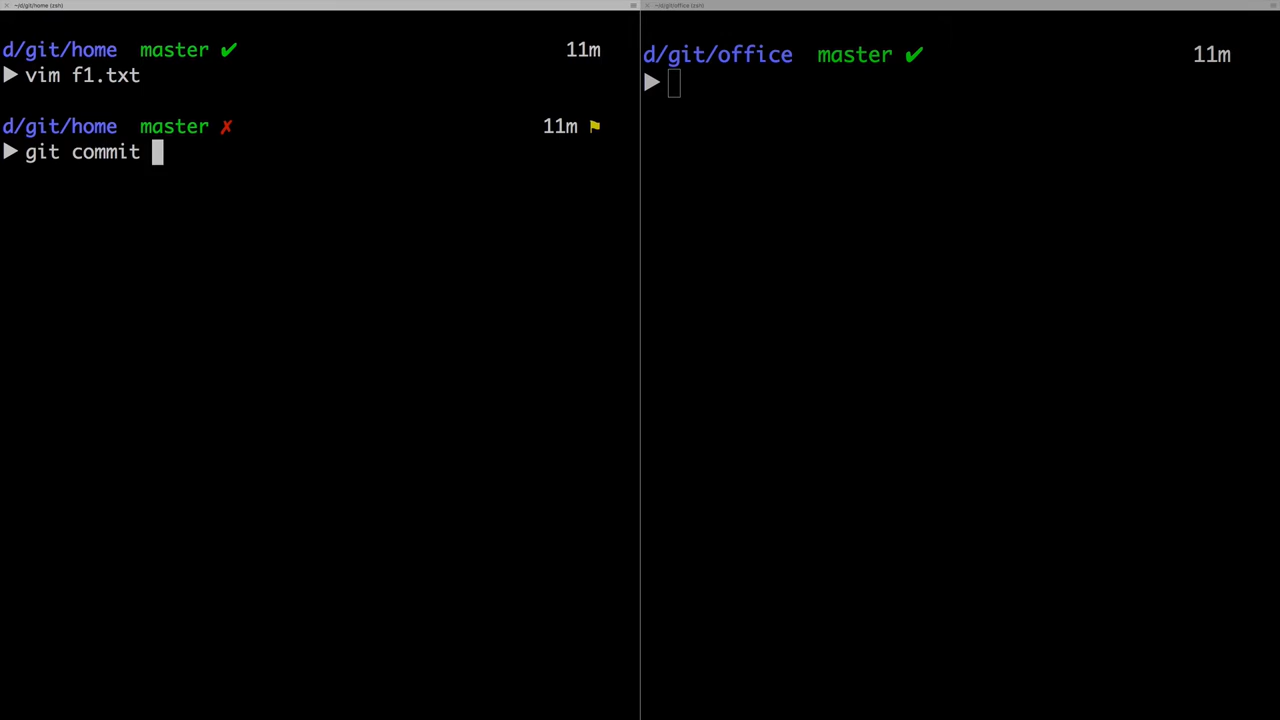 ~/d/git/home (zsh)
d/git/home master ✔ 11m
▶ vim f1.txt
d/git/home master ✗ 11m ⚑
▶ git commit
~/d/git/office (zsh)
d/git/office master ✔ 11m
▶